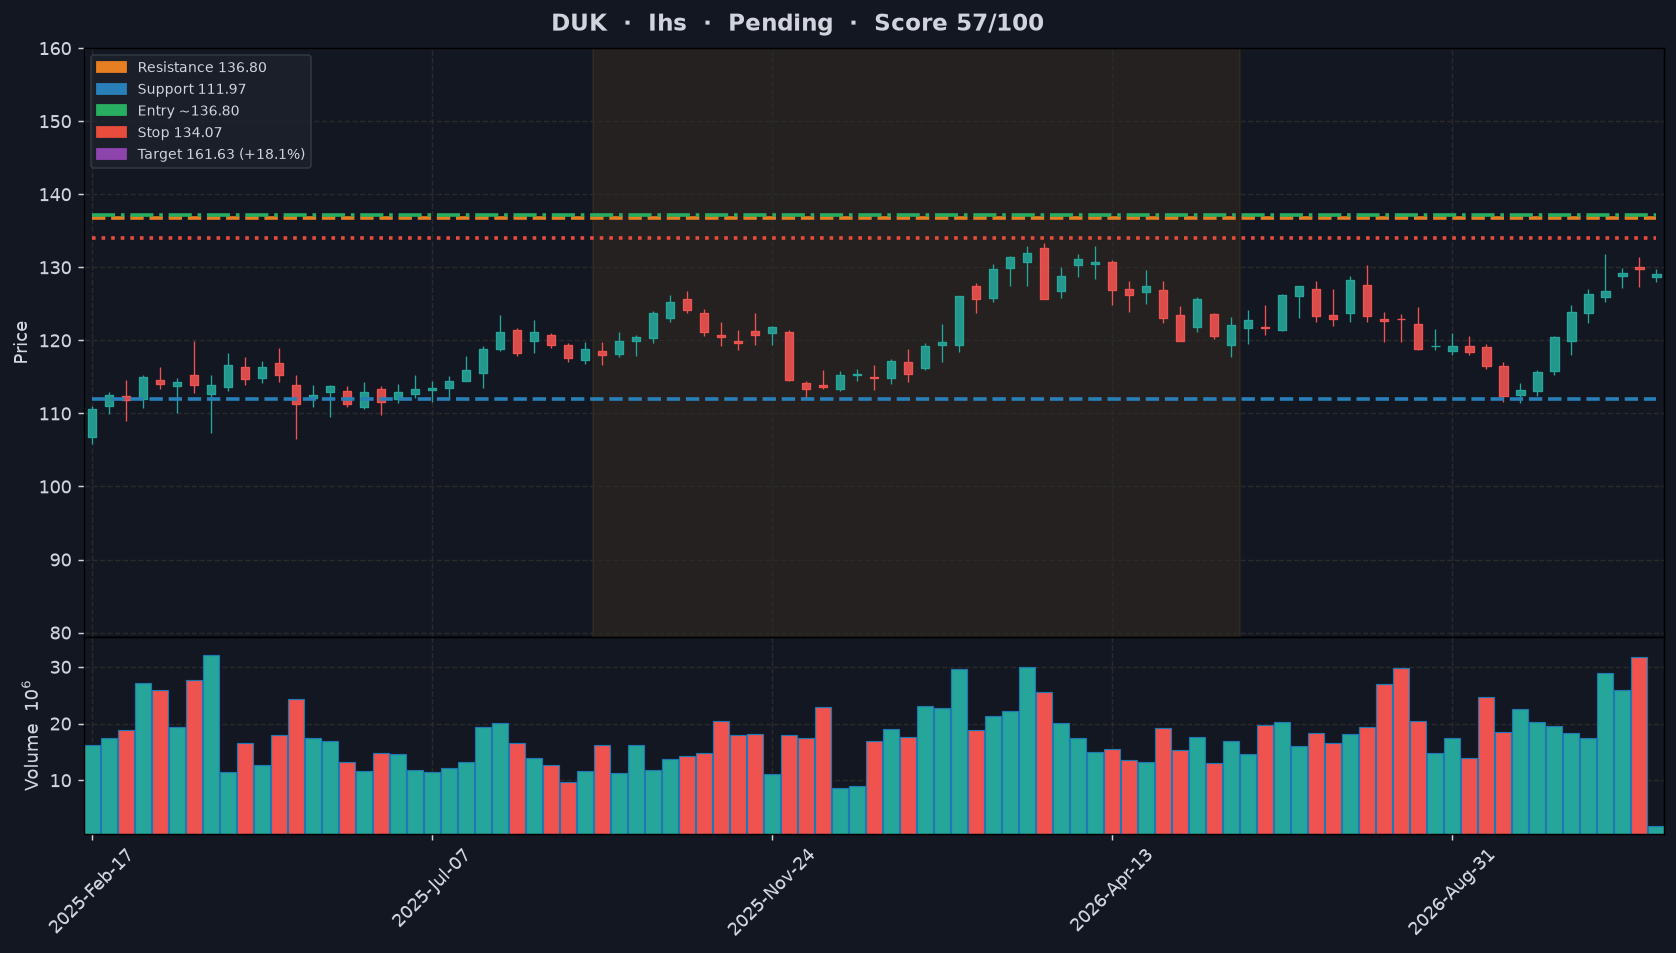 DUK · Ihs · Pending · Score 57/100
Resistance 136.80
Support 111.97
Entry ~136.80
Stop 134.07
Target 161.63 (+18.1%)
Price
160
150
140
130
120
110
100
90
80
Volume 10⁶
30
20
10
2025-Feb-17
2025-Jul-07
2025-Nov-24
2026-Apr-13
2026-Aug-31